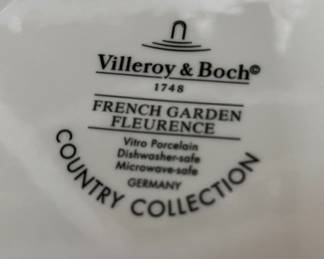 Villeroy & Boch©
1748
FRENCH GARDEN
FLEURENCE
Vitro Porcelain
Dishwasher-safe
Microwave-safe
GERMANY
COUNTRY COLLECTION